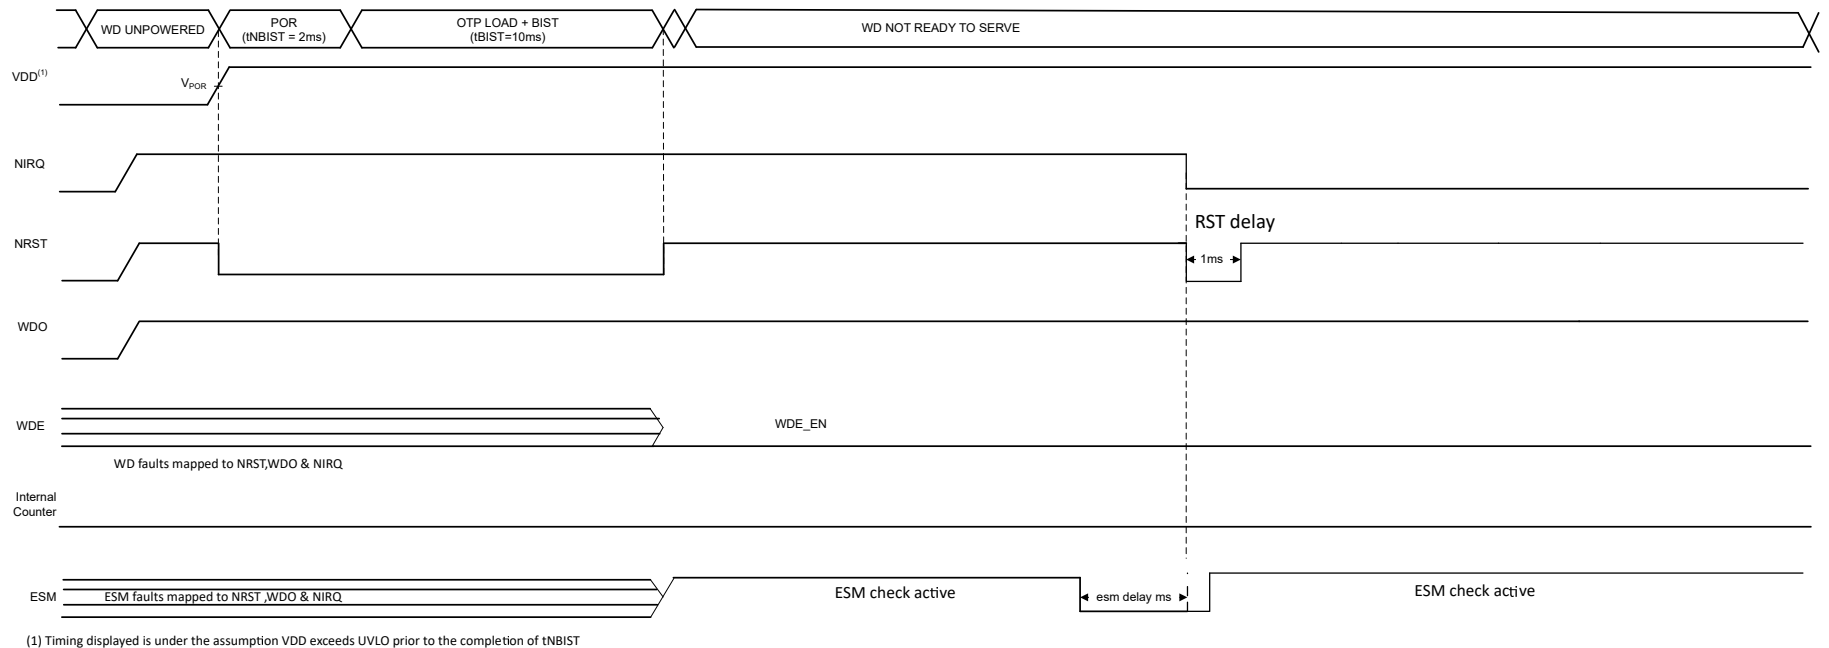 WD UNPOWERED
POR
(tNBIST = 2ms)
OTP LOAD + BIST
(tBIST=10ms)
WD NOT READY TO SERVE
VDD(1)
VPOR
NIRQ
RST delay
NRST
1ms
WDO
WDE
WDE_EN
WD faults mapped to NRST,WDO & NIRQ
Internal
Counter
ESM
ESM faults mapped to NRST ,WDO & NIRQ
ESM check active
esm delay ms
ESM check active
(1) Timing displayed is under the assumption VDD exceeds UVLO prior to the completion of tNBIST